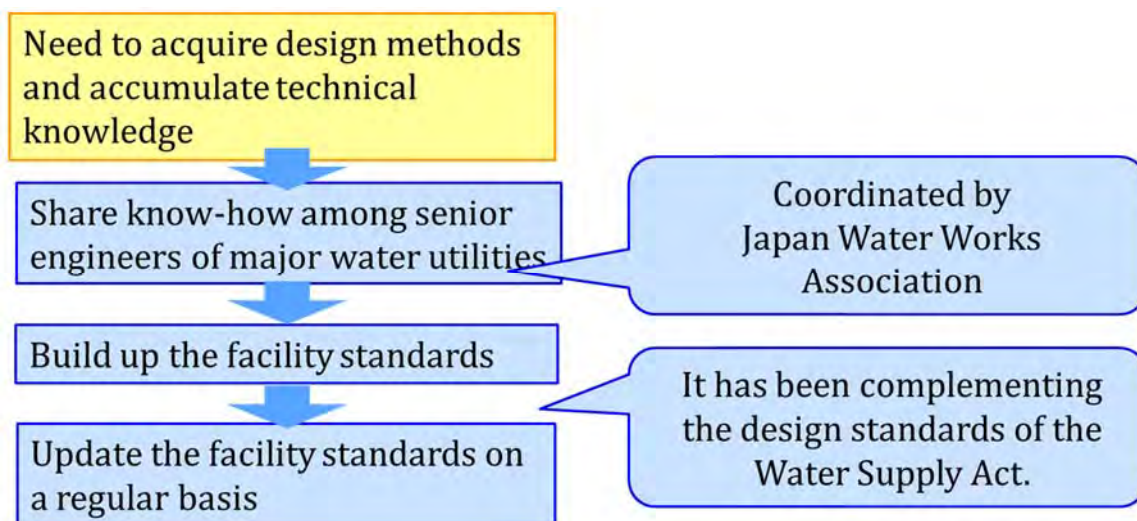 Need to acquire design methods
and accumulate technical
knowledge
Share know-how among senior
engineers of major water utilities
Coordinated by
Japan Water Works
Association
Build up the facility standards
It has been complementing
the design standards of the
Water Supply Act.
Update the facility standards on
a regular basis